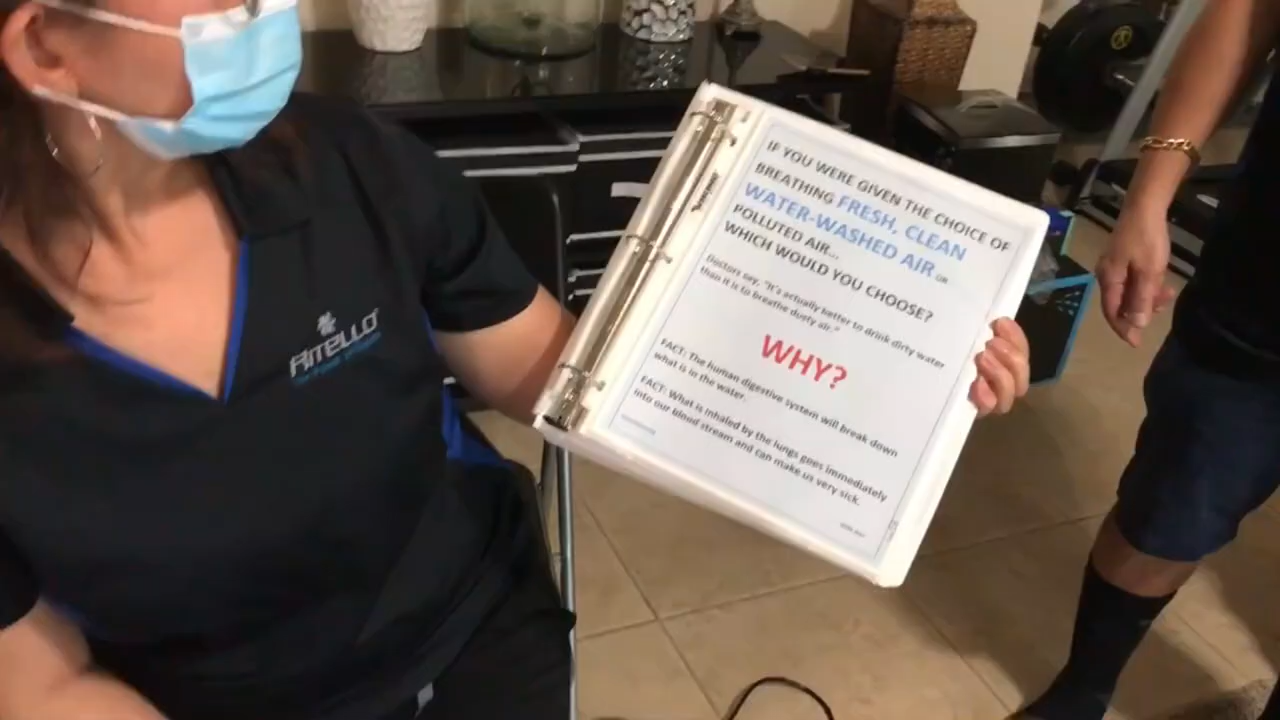 IF YOU WERE GIVEN THE CHOICE OF
BREATHING FRESH, CLEAN
WATER-WASHED AIR OR
POLLUTED AIR...
WHICH WOULD YOU CHOOSE?
Doctors say, "It's actually better to drink dirty water
than it is to breathe dusty air."
WHY?
FACT: The human digestive system will break down
what is in the water.
FACT: What is inhaled by the lungs goes immediately
into our blood stream and can make us very sick.
RiTELLO